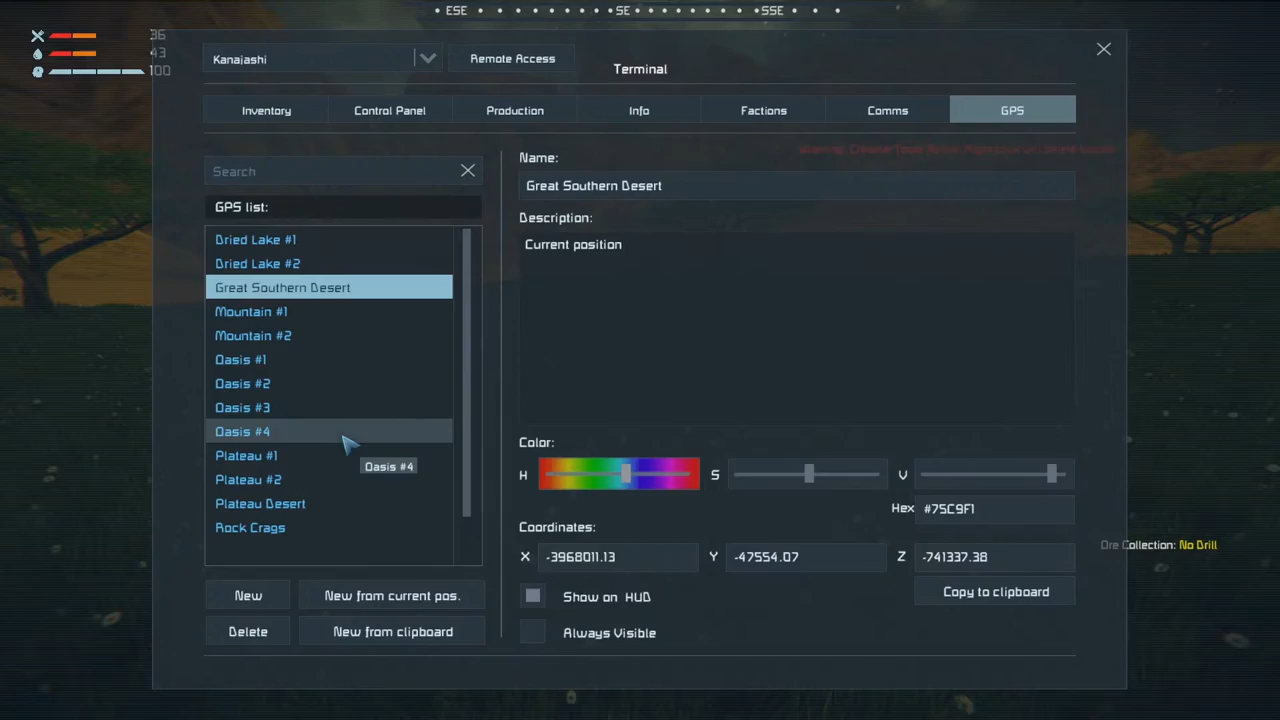 ESE SE SSE
36
43
100
Kanajashi
Remote Access
Terminal
Inventory
Control Panel
Production
Info
Factions
Comms
GPS
Search
GPS list:
Dried Lake #1
Dried Lake #2
Great Southern Desert
Mountain #1
Mountain #2
Oasis #1
Oasis #2
Oasis #3
Oasis #4
Oasis #4
Plateau #1
Plateau #2
Plateau Desert
Rock Crags
New
New from current pos.
Delete
New from clipboard
Name:
Great Southern Desert
Description:
Current position
Color:
H
S
V
Hex #75C9F1
Coordinates:
X -3968011.13
Y -47554.07
Z -741337.38
Show on HUD
Copy to clipboard
Always Visible
Ore Collection: No Drill